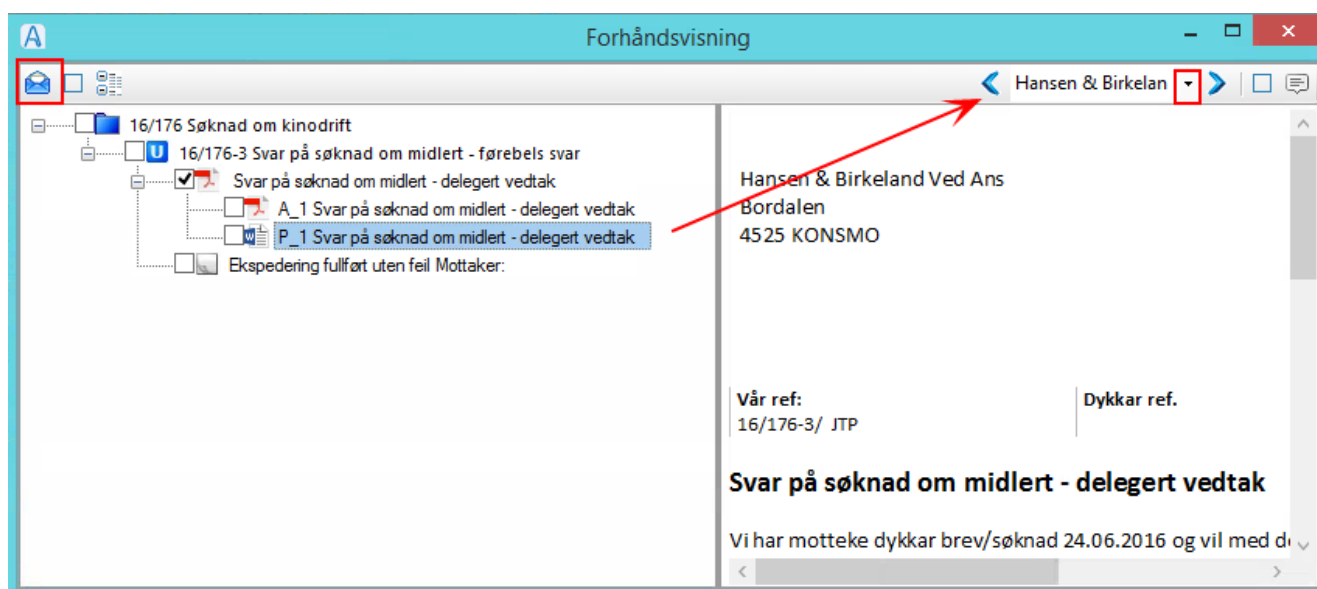 Forhåndsvisning
Hansen & Birkelan
16/176 Søknad om kinodrift
U 16/176-3 Svar på søknad om midlert - førebels svar
Svar på søknad om midlert - delegert vedtak
A_1 Svar på søknad om midlert - delegert vedtak
P_1 Svar på søknad om midlert - delegert vedtak
Ekspedering fullført uten feil Mottaker:
Hansen & Birkeland Ved Ans
Bordalen
4525 KONSMO
Vår ref: Dykkar ref.
16/176-3/ JTP
Svar på søknad om midlert - delegert vedtak
Vi har motteke dykkar brev/søknad 24.06.2016 og vil med